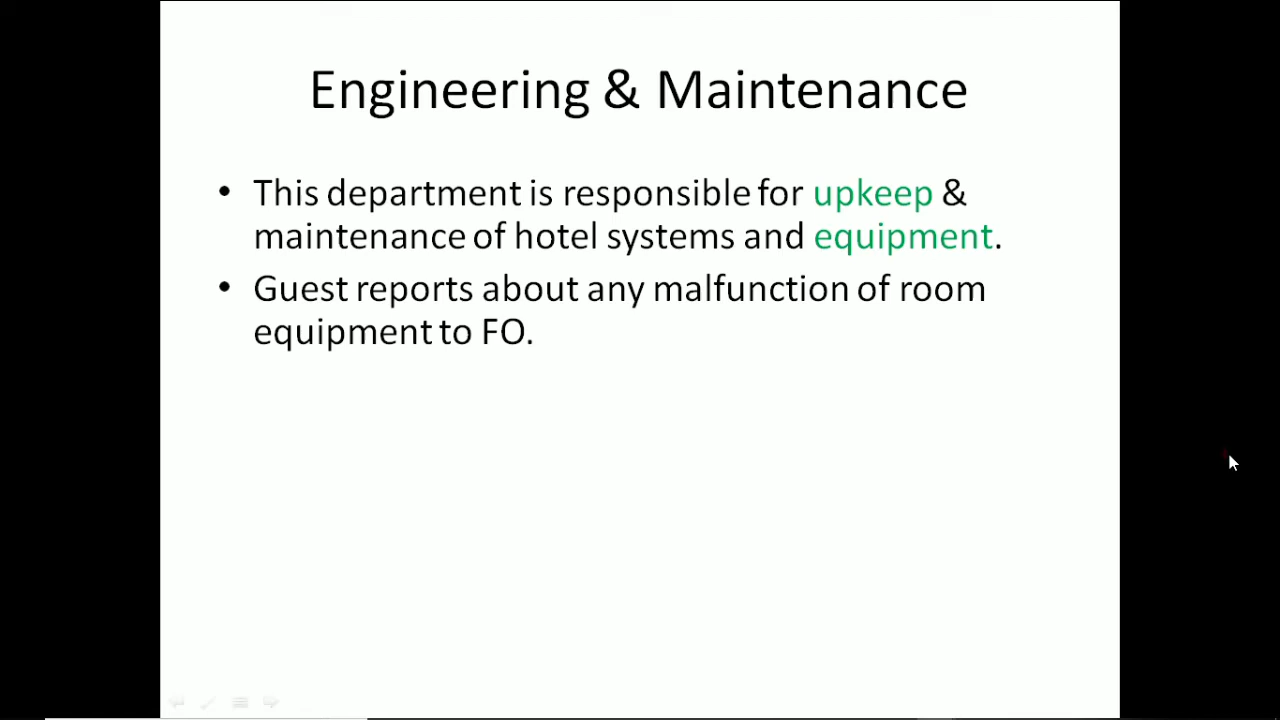 Engineering & Maintenance
• This department is responsible for upkeep &
maintenance of hotel systems and equipment.
• Guest reports about any malfunction of room
equipment to FO.